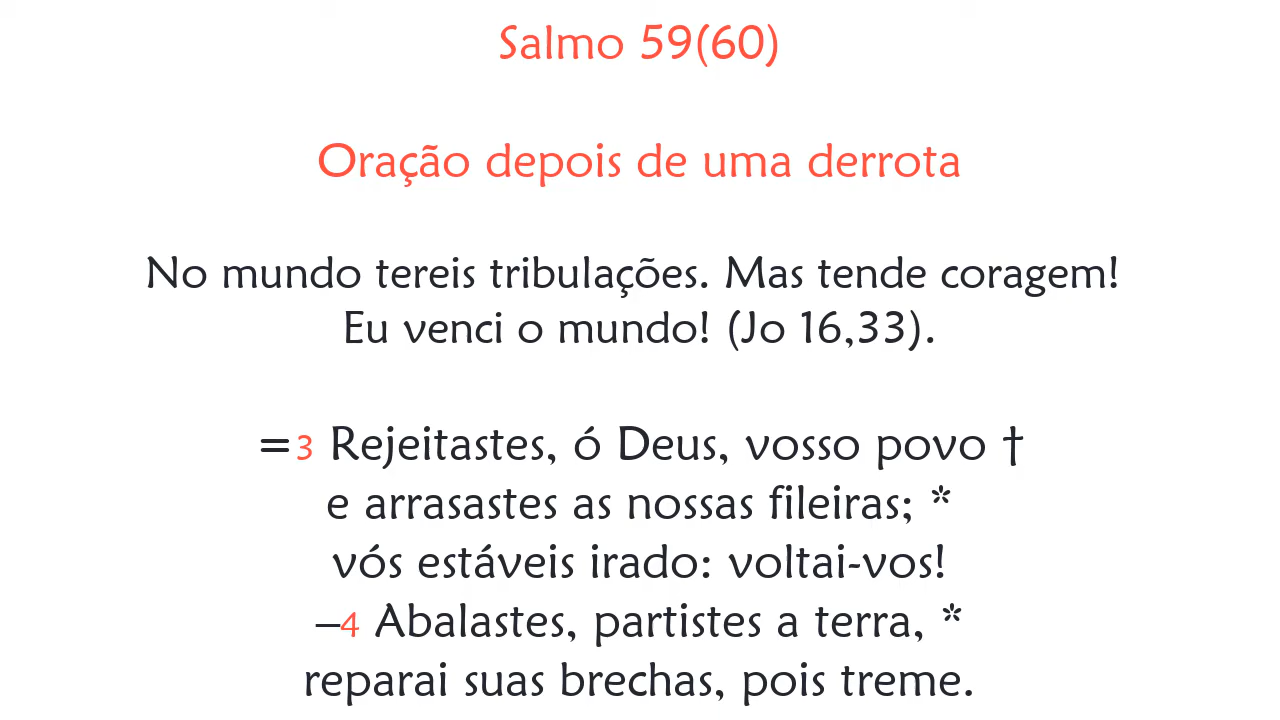 Salmo 59(60)
Oração depois de uma derrota
No mundo tereis tribulações. Mas tende coragem!
Eu venci o mundo! (Jo 16,33).
=3 Rejeitastes, ó Deus, vosso povo †
e arrasastes as nossas fileiras; *
vós estáveis irado: voltai-vos!
–4 Abalastes, partistes a terra, *
reparai suas brechas, pois treme.